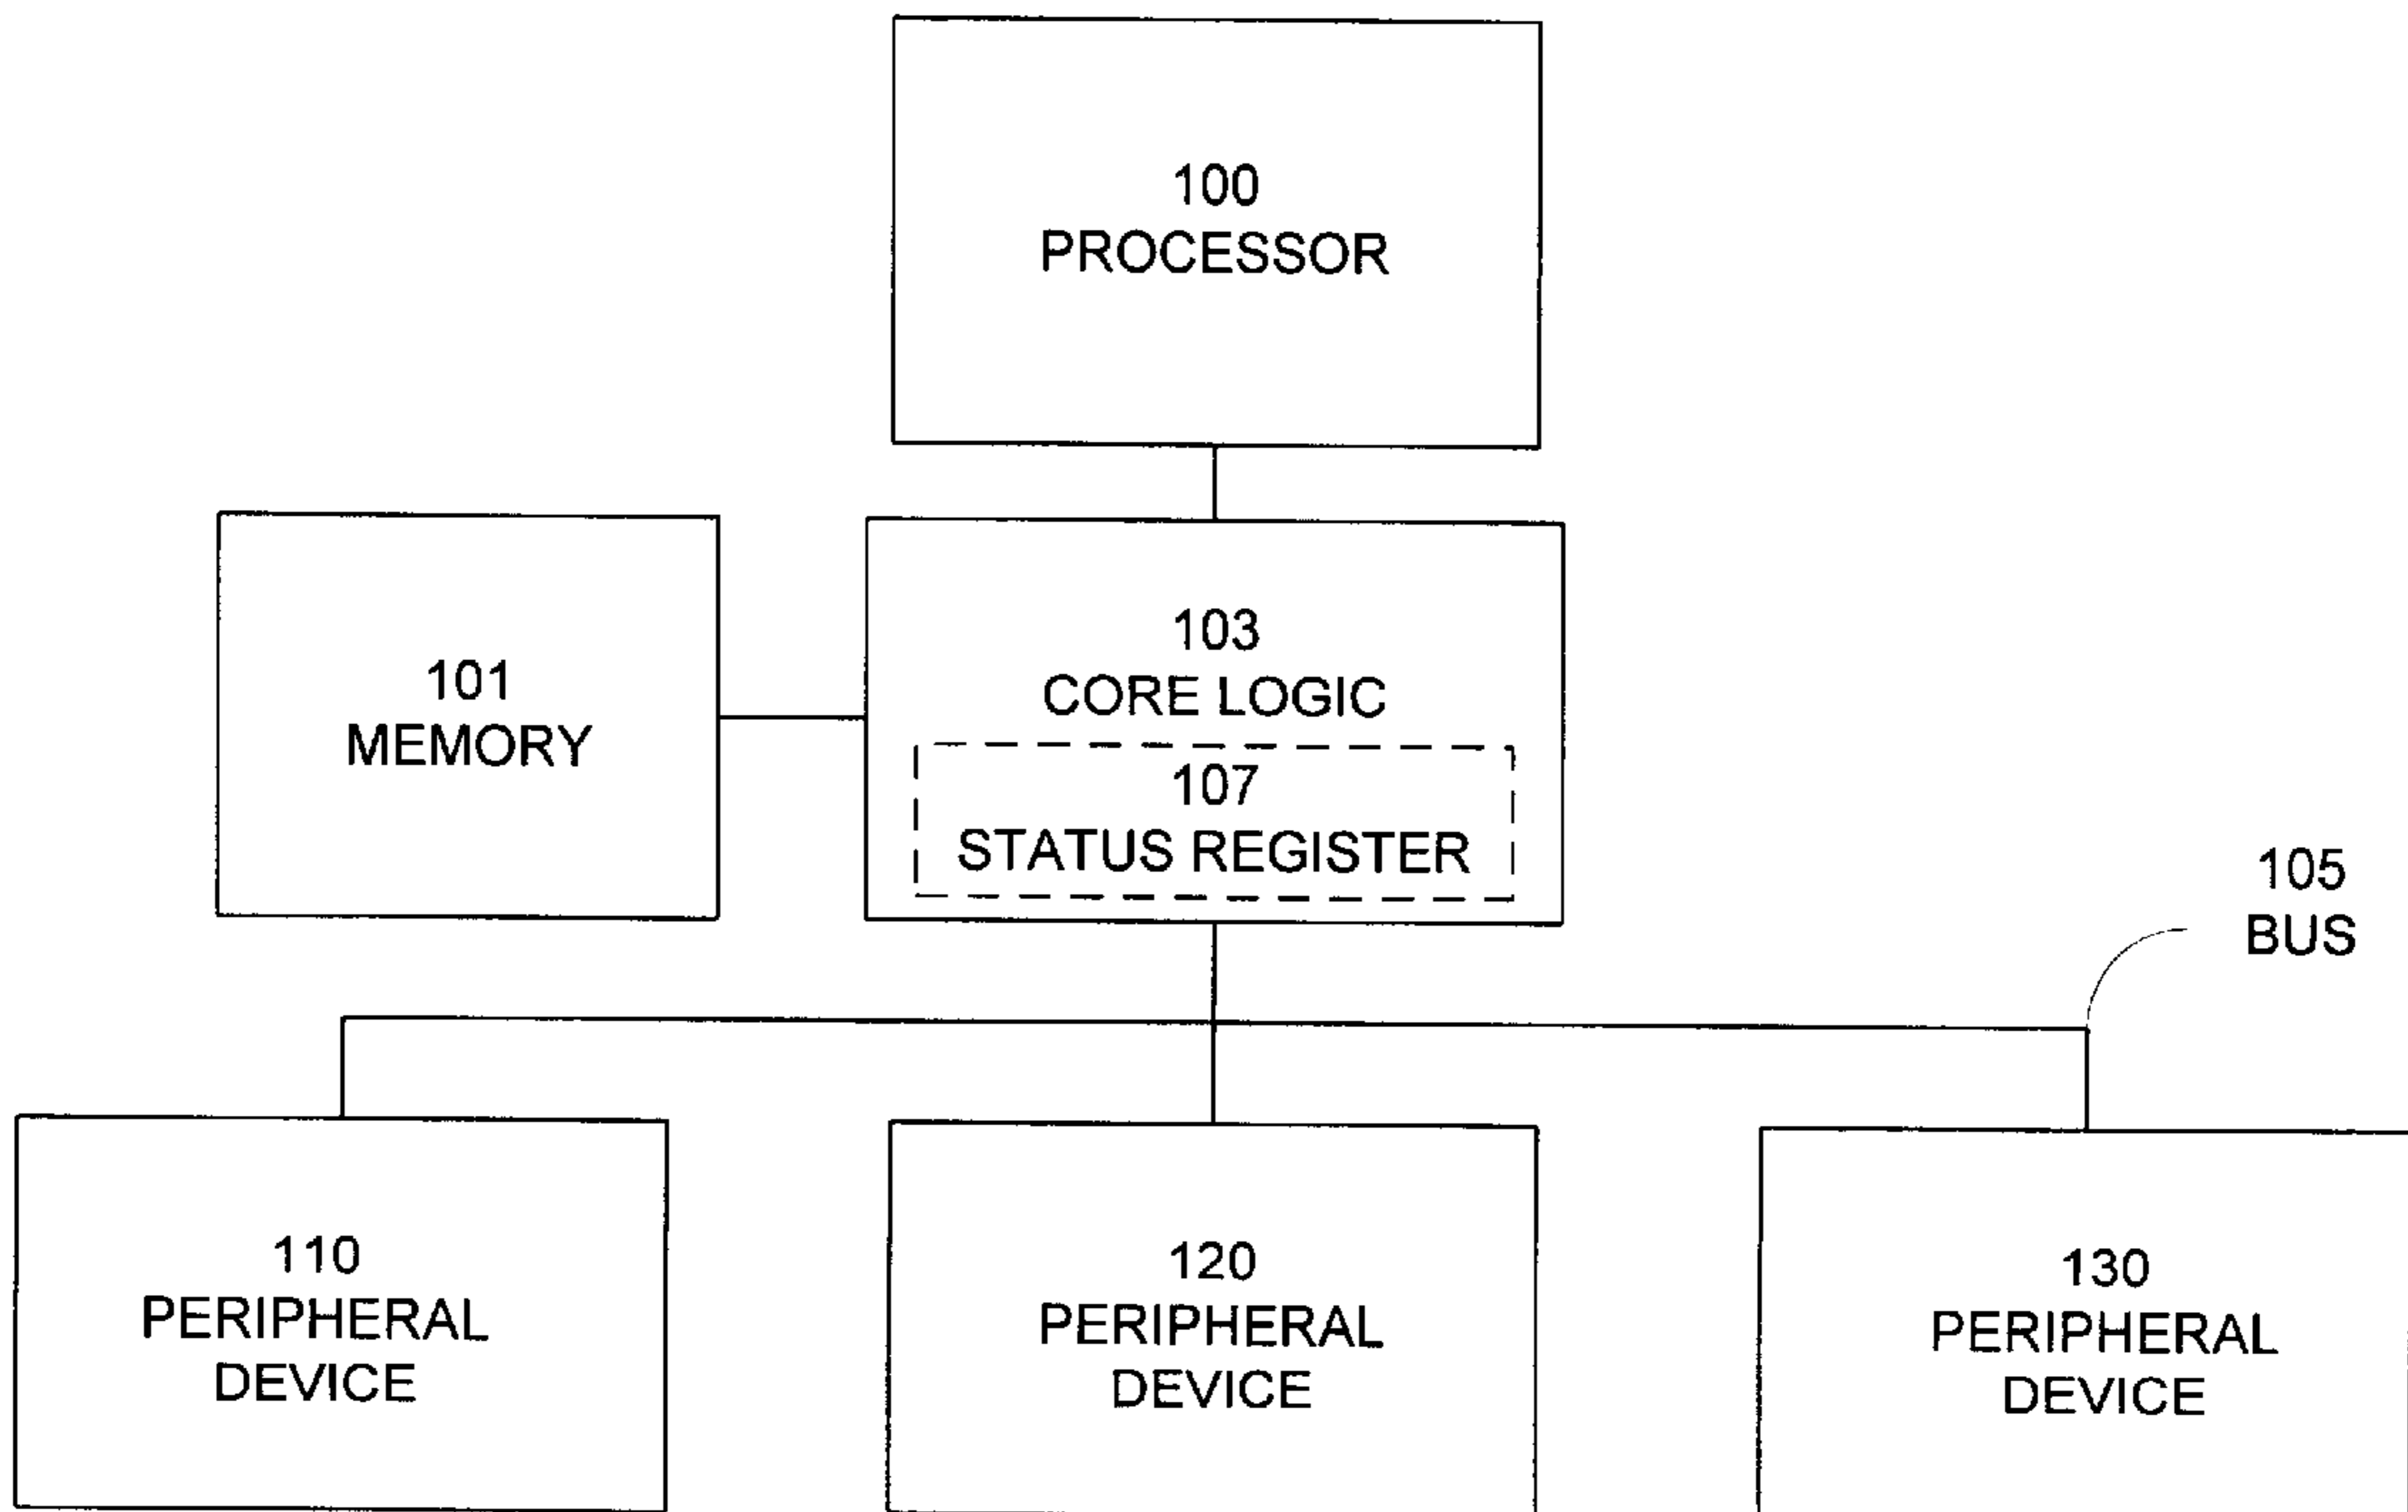 100
PROCESSOR
101
MEMORY
103
CORE LOGIC
107
STATUS REGISTER
105
BUS
110
PERIPHERAL
DEVICE
120
PERIPHERAL
DEVICE
130
PERIPHERAL
DEVICE